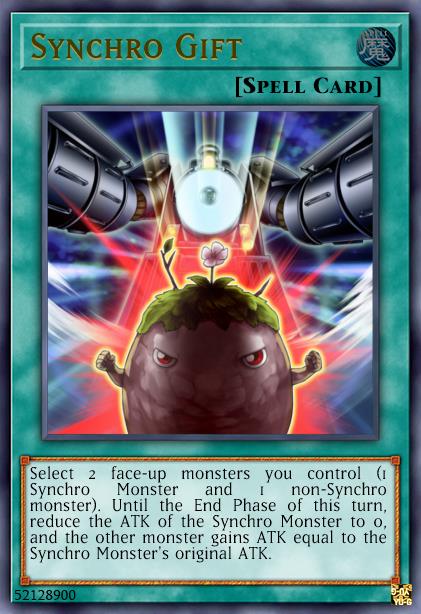 Synchro Gift
魔
[Spell Card]
Select 2 face-up monsters you control (1
Synchro Monster and 1 non-Synchro
monster). Until the End Phase of this turn,
reduce the ATK of the Synchro Monster to 0,
and the other monster gains ATK equal to the
Synchro Monster's original ATK.
52128900